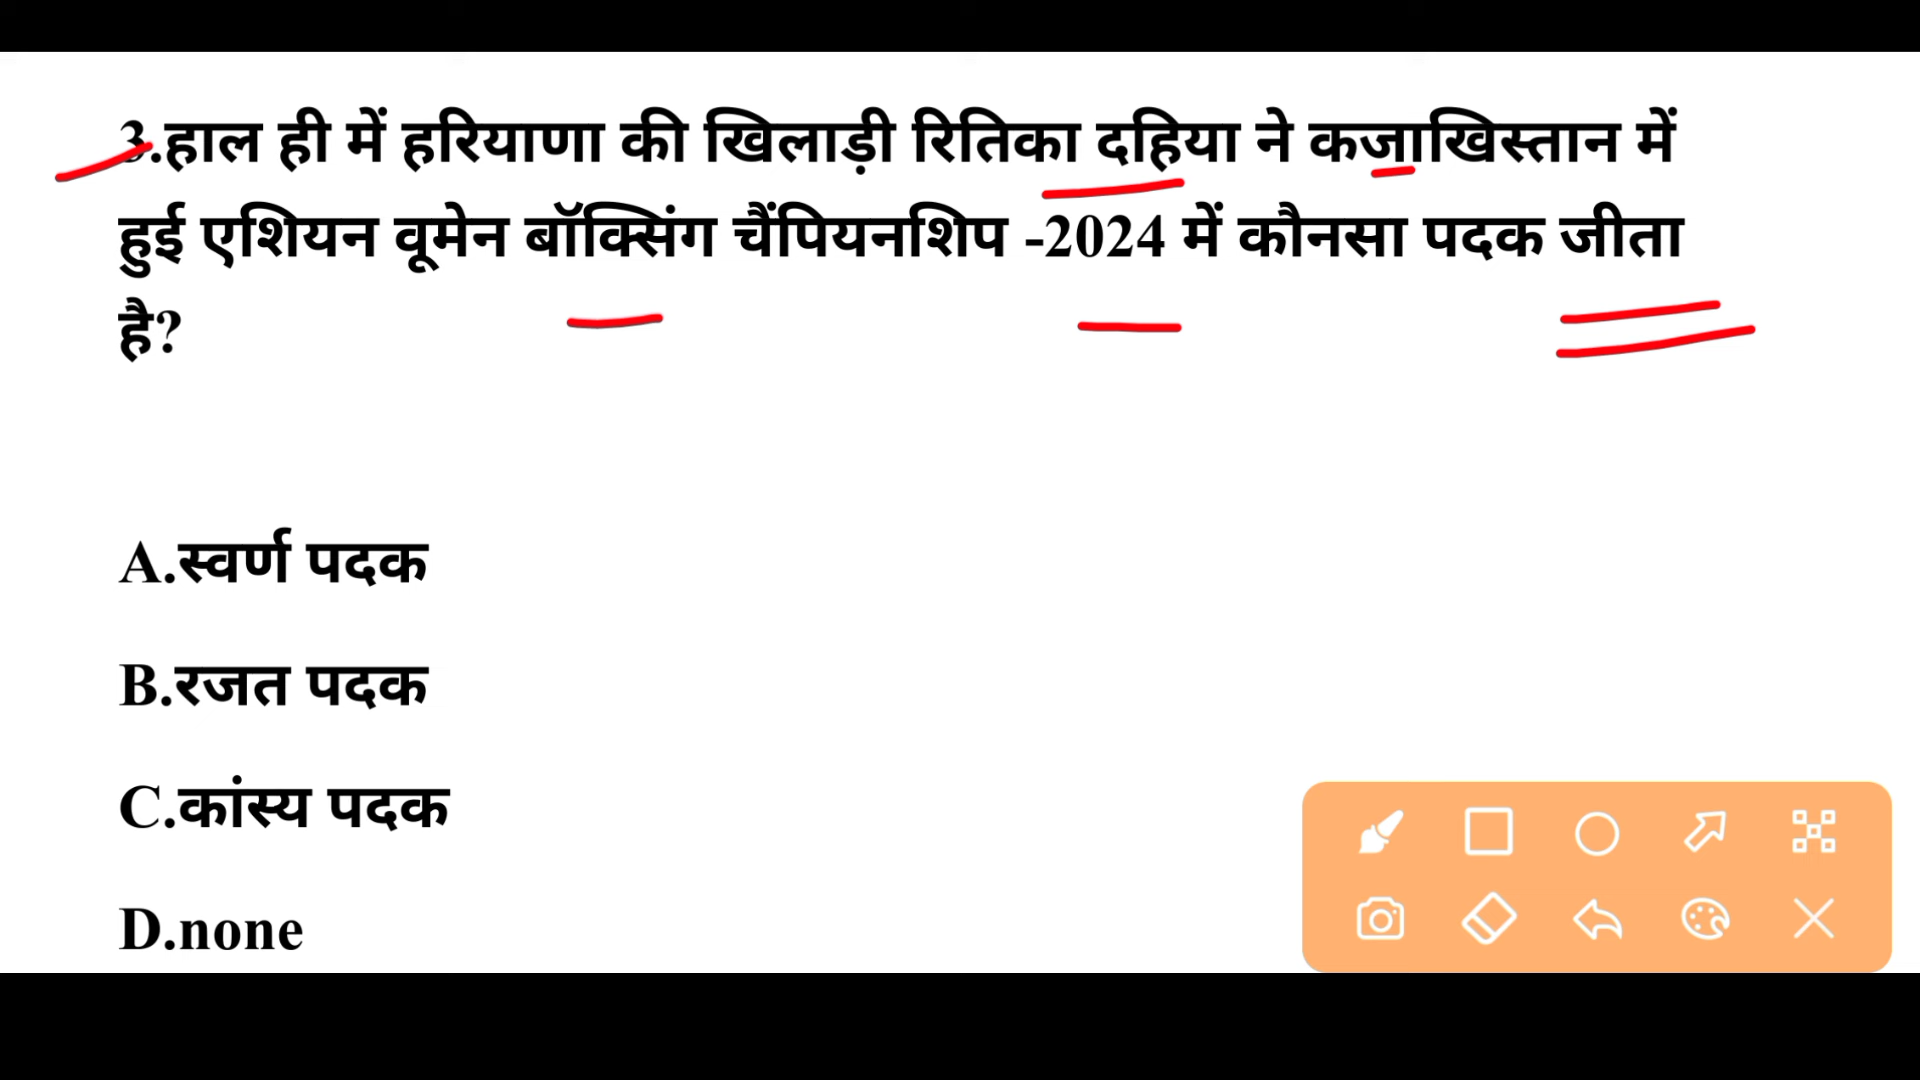 3.हाल ही में हरियाणा की खिलाड़ी रितिका दहिया ने कजाखिस्तान में
हुई एशियन वूमेन बॉक्सिंग चैंपियनशिप -2024 में कौनसा पदक जीता
है?
A.स्वर्ण पदक
B.रजत पदक
C.कांस्य पदक
D.none